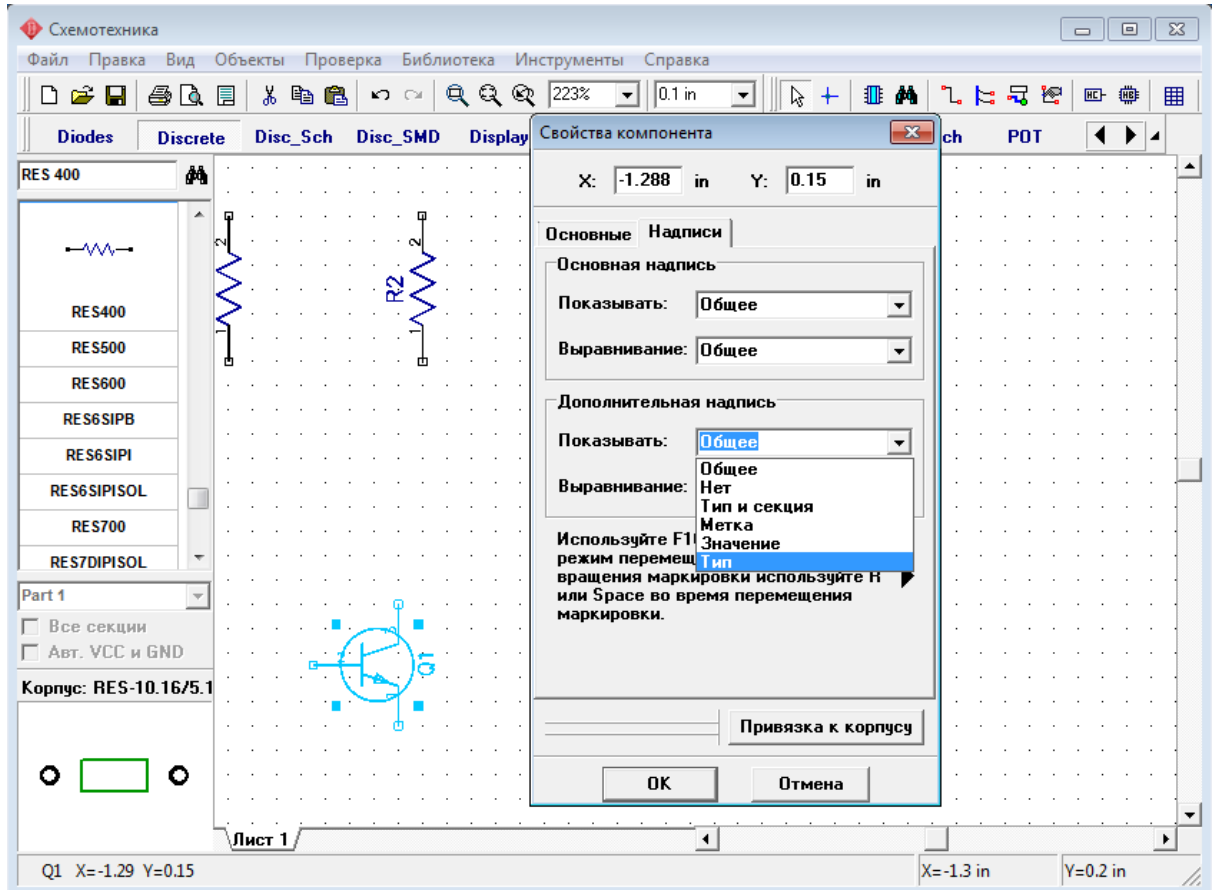 Схемотехника
Файл Правка Вид Объекты Проверка Библиотека Инструменты Справка
223% 0.1 in
Diodes Discrete Disc_Sch Disc_SMD Display ch POT
Свойства компонента
RES 400
X: -1.288 in Y: 0.15 in
Основные Надписи
Основная надпись
Показывать: Общее
Выравнивание: Общее
Дополнительная надпись
Показывать: Общее
Общее
Выравнивание: Нет
Тип и секция
Метка
Значение
Тип
Используйте F1
режим перемещ
вращения маркировки используйте R
или Space во время перемещения
маркировки.
Привязка к корпусу
OK Отмена
RES400
RES500
RES600
RES6SIPB
RES6SIPI
RES6SIPISOL
RES700
RES7DIPISOL
Part 1
Все секции
Авт. VCC и GND
Корпус: RES-10.16/5.1
2
1
2
R2
1
Q1
Лист 1
Q1 X=-1.29 Y=0.15 X=-1.3 in Y=0.2 in